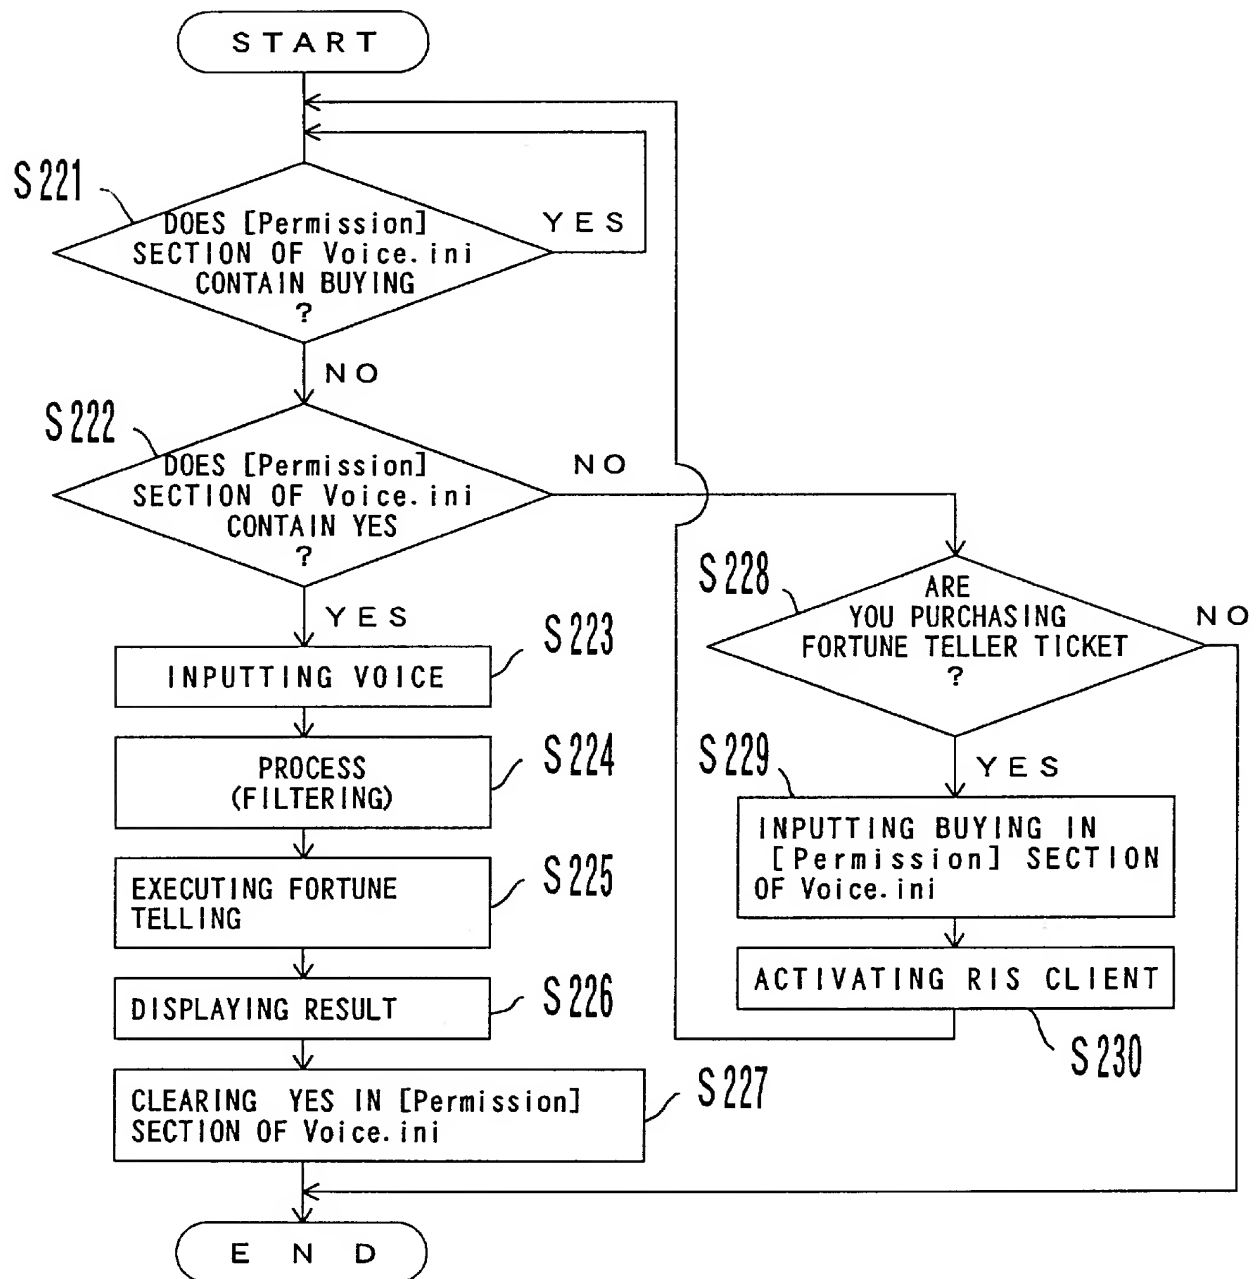 START
S221
DOES [Permission]
SECTION OF Voice.ini
CONTAIN BUYING
?
YES
NO
S222
DOES [Permission]
SECTION OF Voice.ini
CONTAIN YES
?
NO
YES
S223
INPUTTING VOICE
S224
PROCESS
(FILTERING)
S225
EXECUTING FORTUNE
TELLING
S226
DISPLAYING RESULT
S227
CLEARING YES IN [Permission]
SECTION OF Voice.ini
S228
ARE
YOU PURCHASING
FORTUNE TELLER TICKET
?
NO
YES
S229
INPUTTING BUYING IN
[Permission] SECTION
OF Voice.ini
ACTIVATING RIS CLIENT
S230
END